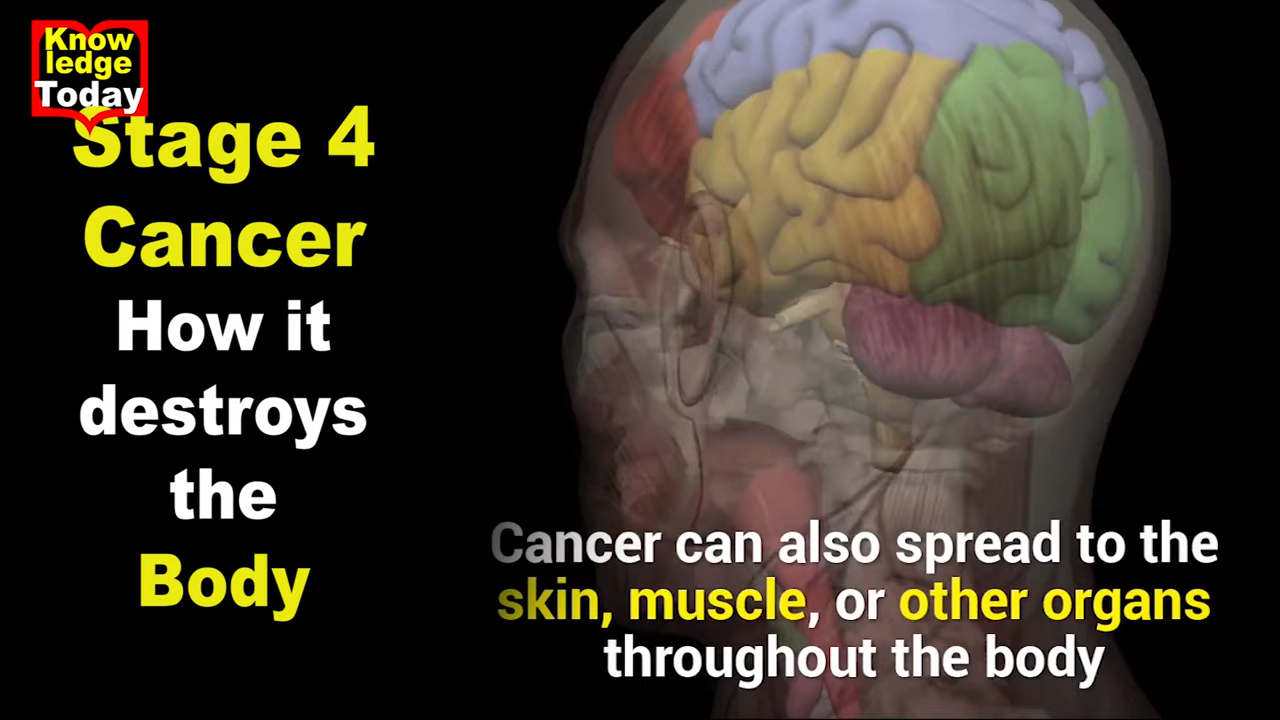 Know
ledge
Today
Stage 4
Cancer
How it
destroys
the
Body
Cancer can also spread to the
skin, muscle, or other organs
throughout the body